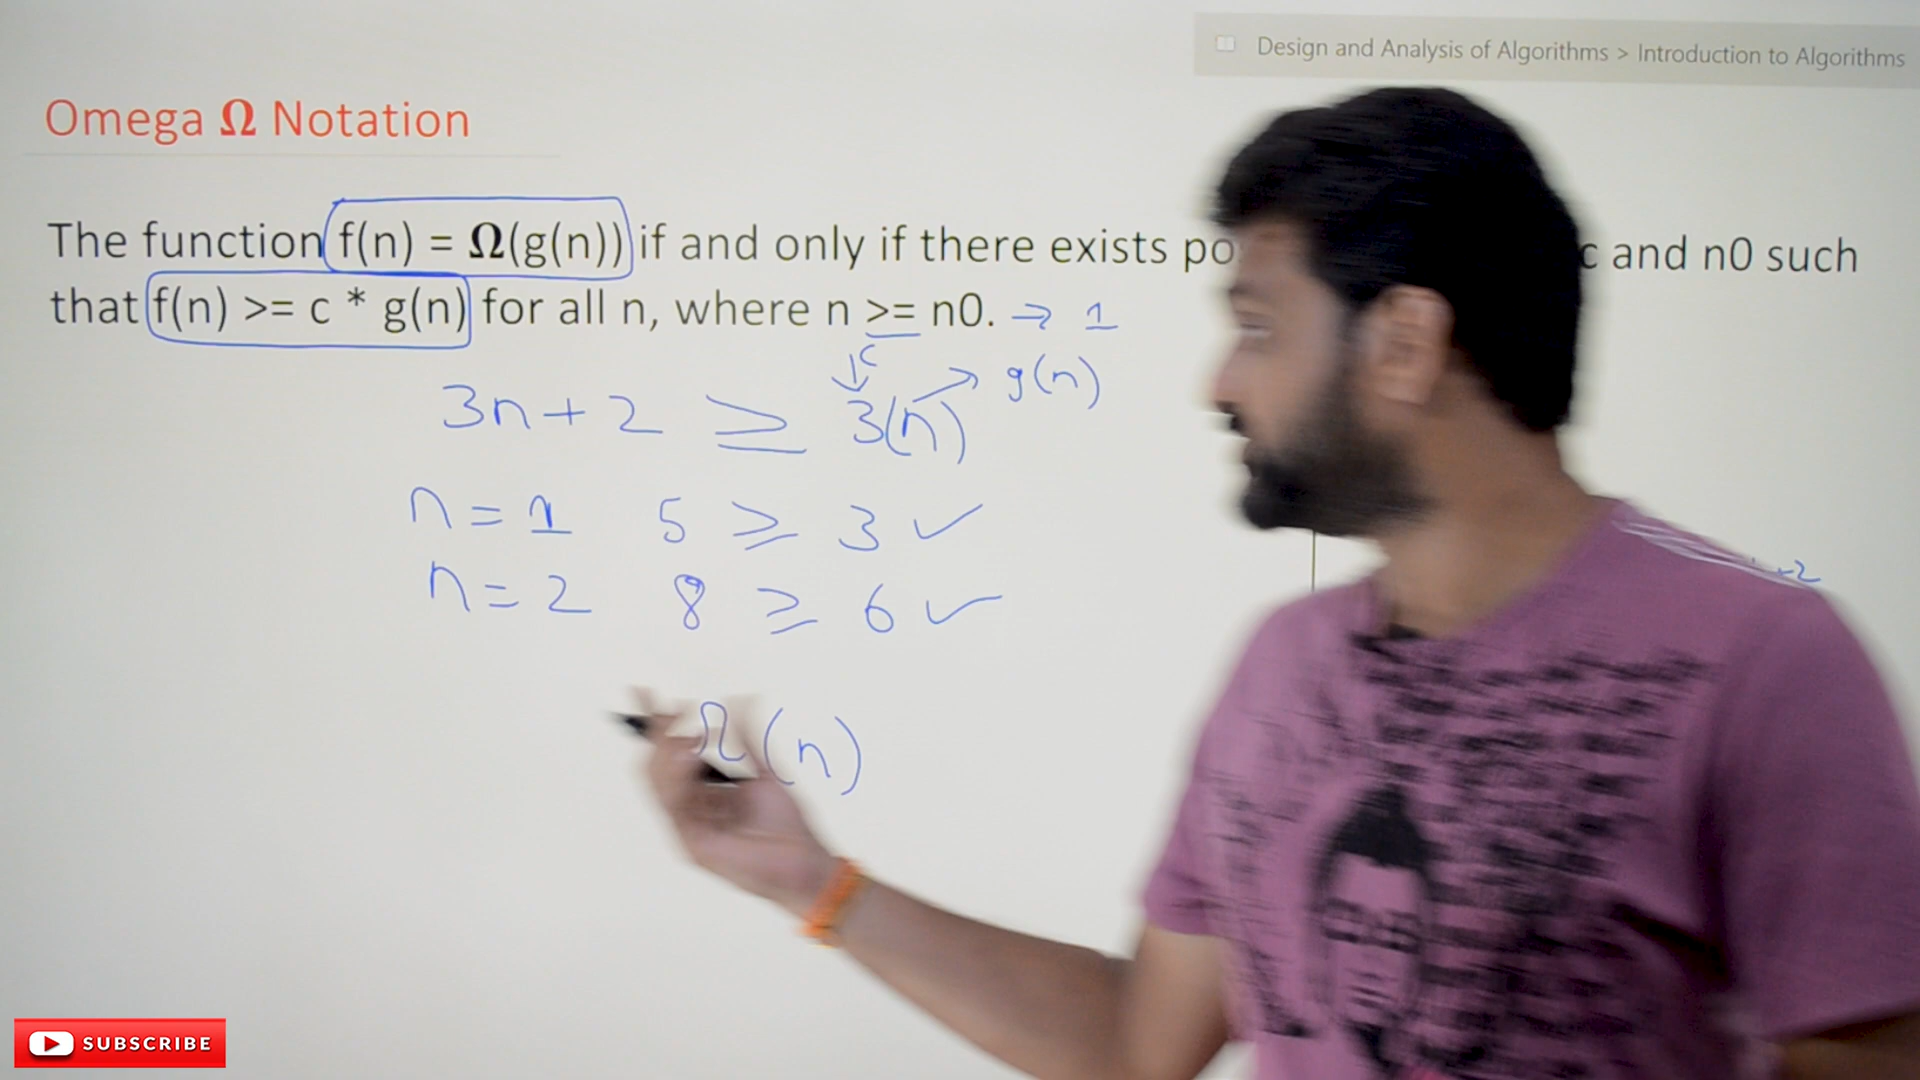 Design and Analysis of Algorithms > Introduction to Algorithms
Omega Ω Notation
The function f(n) = Ω(g(n)) if and only if there exists c and n0 such
that f(n) >= c * g(n) for all n, where n >= n0. → 1
c
g(n)
3n+2 ≥ 3(n)
n = 1 5 ≥ 3 ✓
n = 2 8 ≥ 6 ✓
+2
Ω(n)
SUBSCRIBE